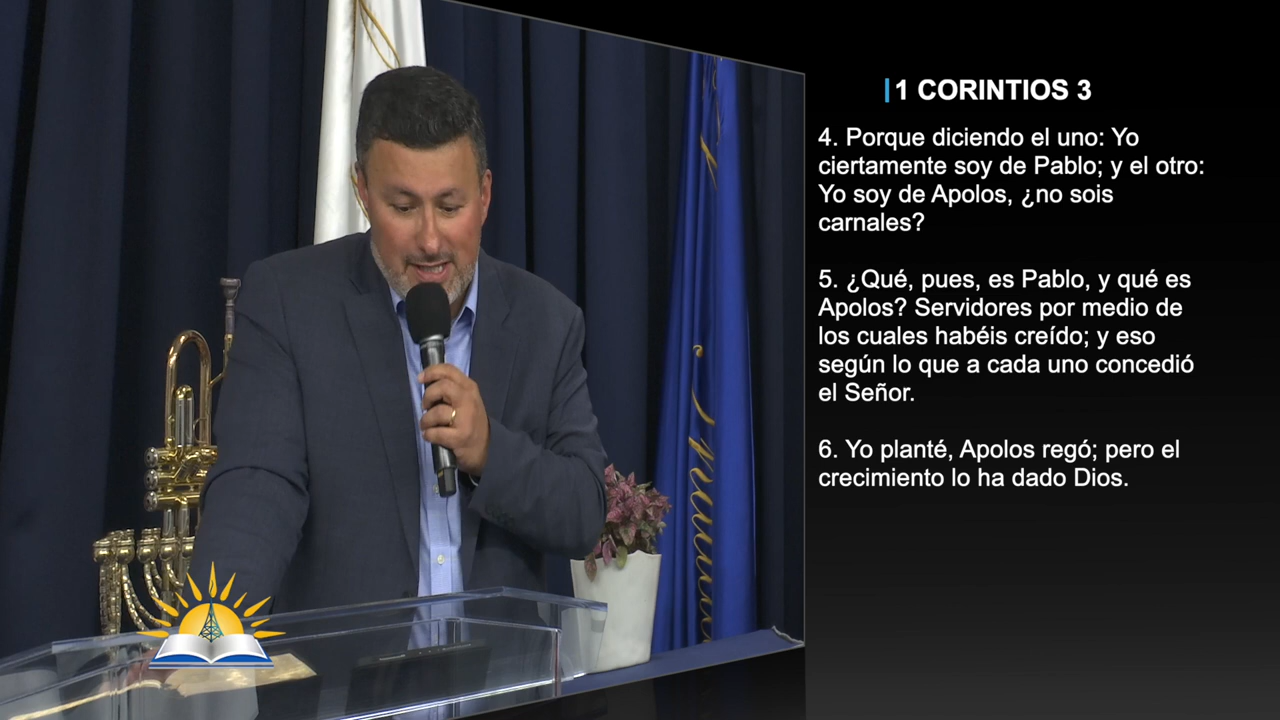 1 CORINTIOS 3
4. Porque diciendo el uno: Yo
ciertamente soy de Pablo; y el otro:
Yo soy de Apolos, ¿no sois
carnales?
5. ¿Qué, pues, es Pablo, y qué es
Apolos? Servidores por medio de
los cuales habéis creído; y eso
según lo que a cada uno concedió
el Señor.
6. Yo planté, Apolos regó; pero el
crecimiento lo ha dado Dios.